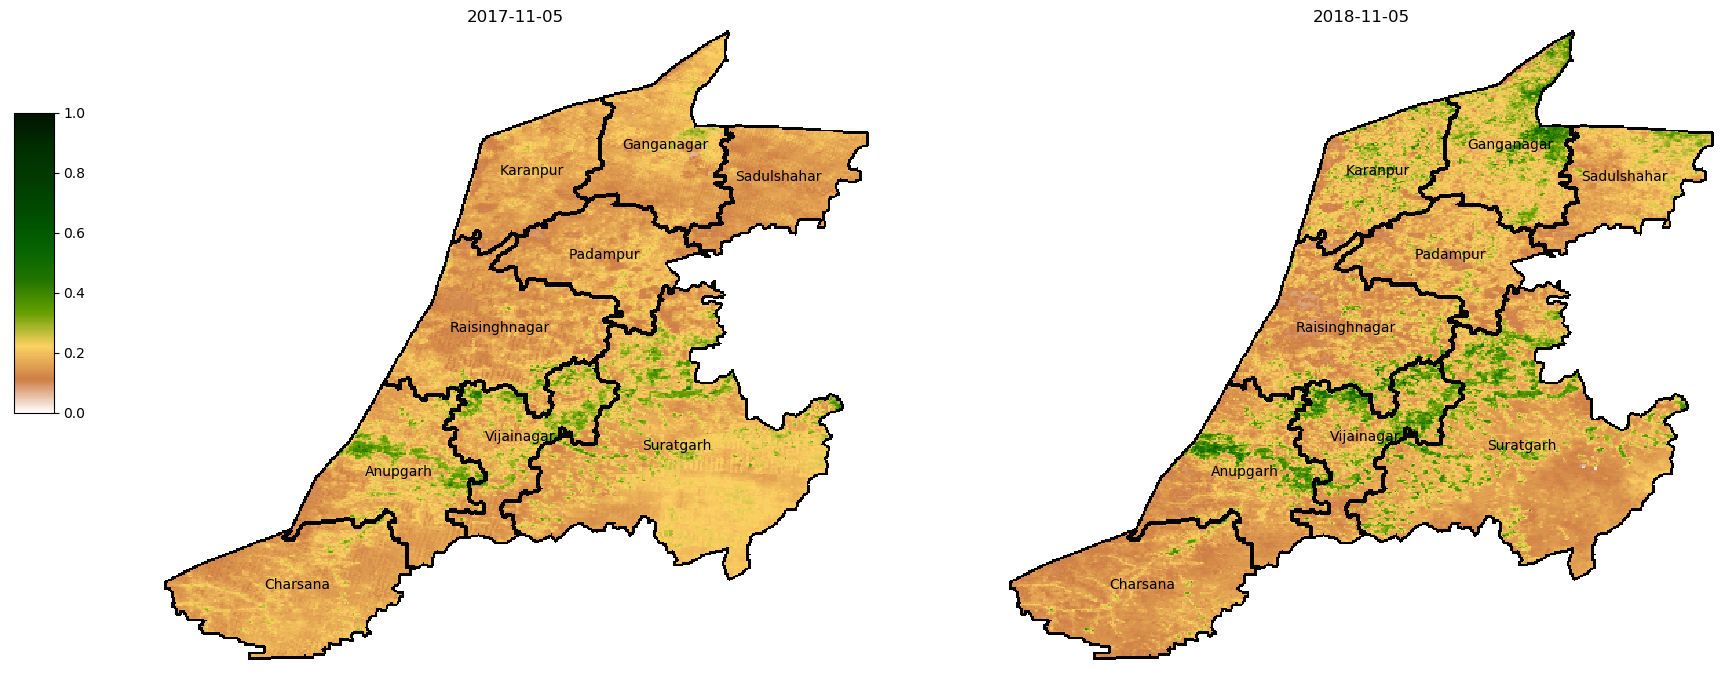 2017-11-05
2018-11-05
1.0
0.8
0.6
0.4
0.2
0.0
Ganganagar
Karanpur
Sadulshahar
Padampur
Raisinghnagar
Vijainagar
Suratgarh
Anupgarh
Charsana
Ganganagar
Karanpur
Sadulshahar
Padampur
Raisinghnagar
Vijainagar
Suratgarh
Anupgarh
Charsana